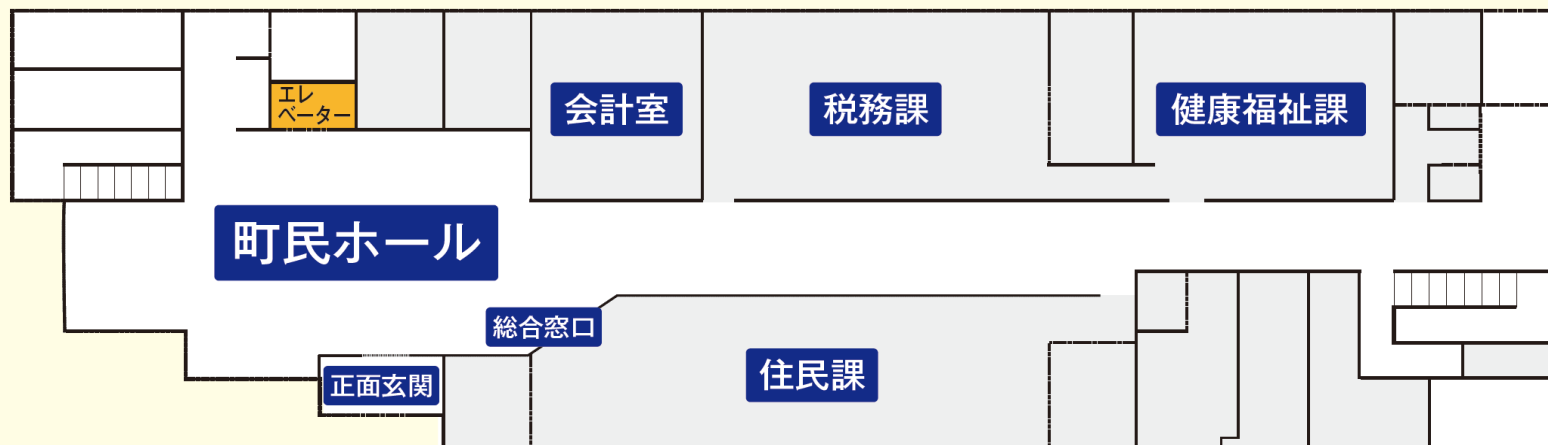 エレ
ベーター
会計室
税務課
健康福祉課
町民ホール
総合窓口
住民課
正面玄関